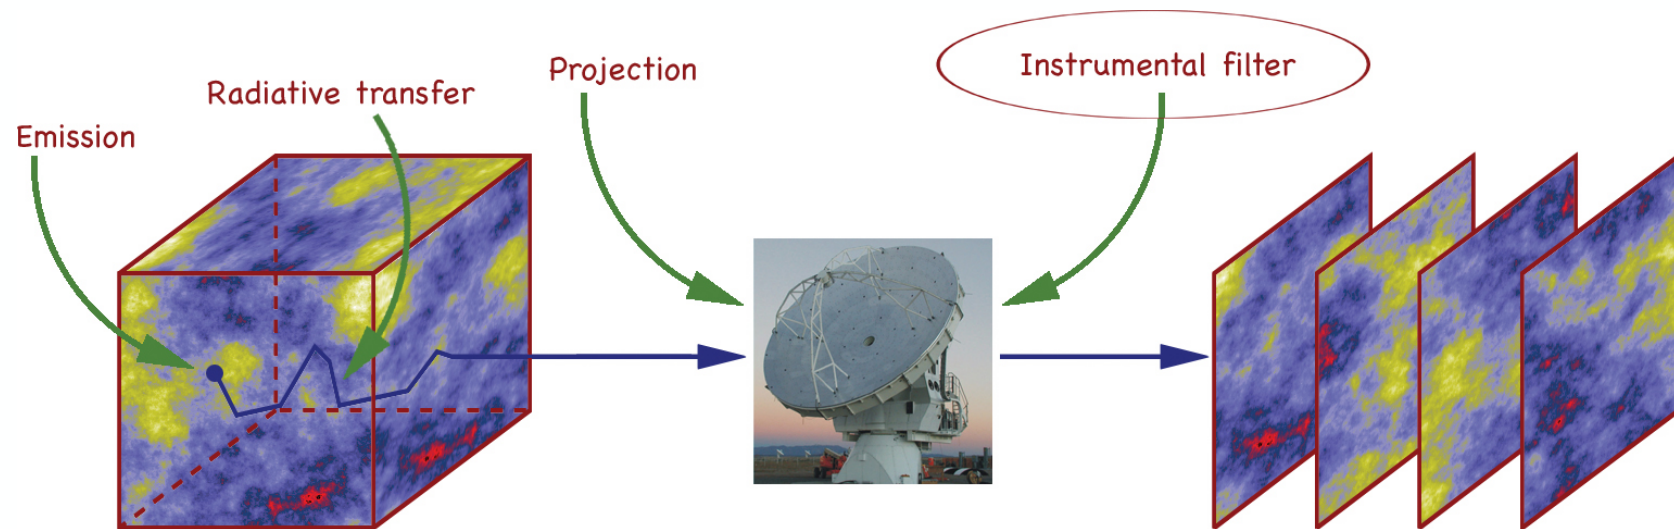 Emission
Radiative transfer
Projection
Instrumental filter